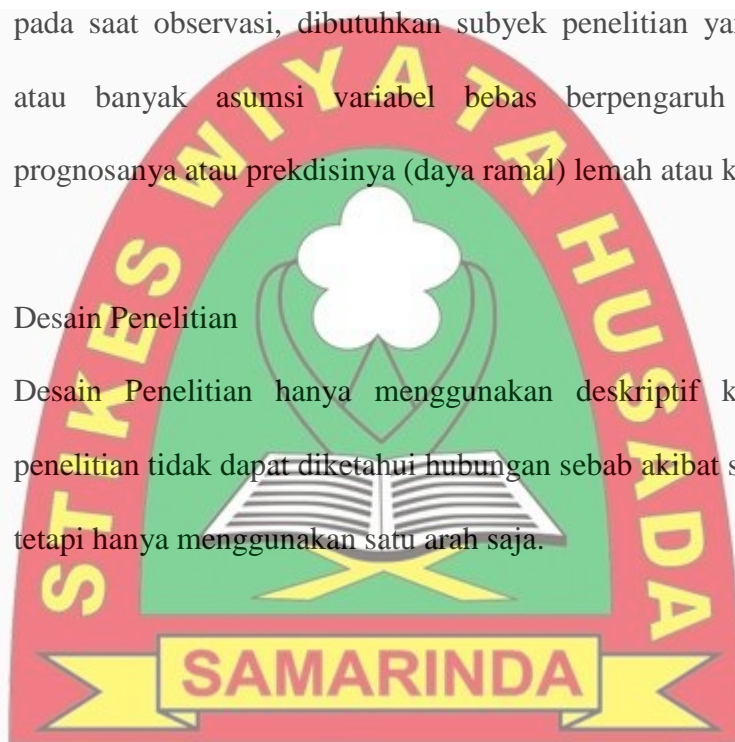 pada saat observasi, dibutuhkan subyek penelitian
atau banyak asumsi variabel bebas berpengaruh
prognosanya atau prekdisinya (daya ramal) lemah atau
Desain Penelitian
Desain Penelitian hanya menggunakan deskriptif
penelitian tidak dapat diketahui hubungan sebab akibat
tetapi hanya menggunakan satu arah saja.
STIKES WIYATA HUSADA
SAMARINDA